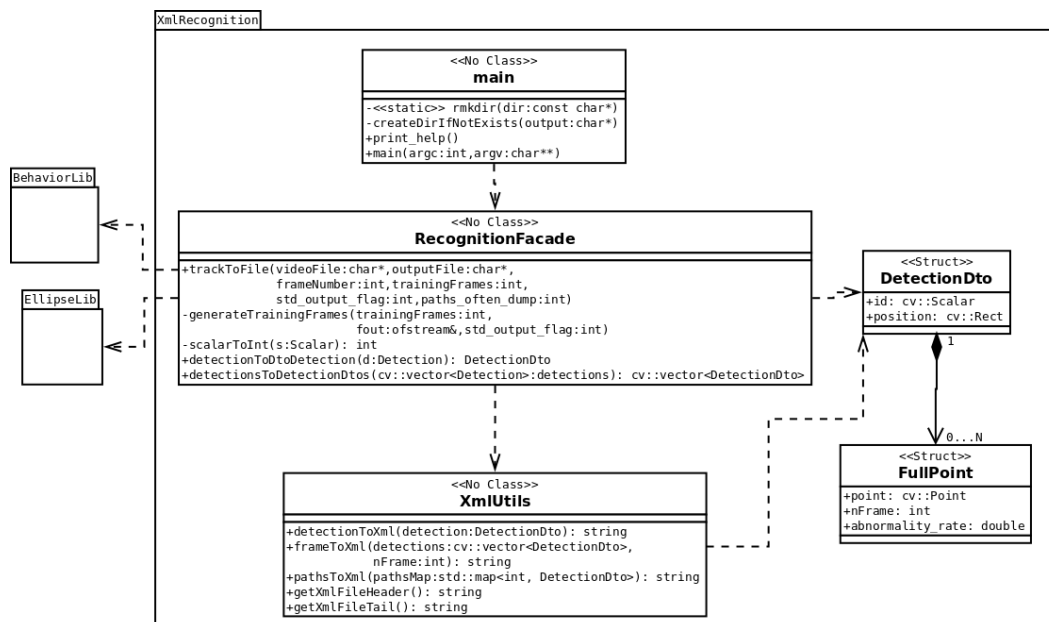 XmlRecognition
<<No Class>>
main
-<<static>> rmkdir(dir:const char*)
-createDirIfNotExists(output:char*)
+print_help()
+main(argc:int,argv:char**)
BehaviorLib
EllipseLib
<<No Class>>
RecognitionFacade
+trackToFile(videoFile:char*,outputFile:char*,
frameNumber:int,trainingFrames:int,
std_output_flag:int,paths_often_dump:int)
-generateTrainingFrames(trainingFrames:int,
fout:ofstream&,std_output_flag:int)
-scalarToInt(s:Scalar): int
+detectionToDtoDetection(d:Detection): DetectionDto
+detectionsToDetectionDtos(cv::vector<Detection>:detections): cv::vector<DetectionDto>
<<Struct>>
DetectionDto
+id: cv::Scalar
+position: cv::Rect
1
0...N
<<Struct>>
FullPoint
+point: cv::Point
+nFrame: int
+abnormality_rate: double
<<No Class>>
XmlUtils
+detectionToXml(detection:DetectionDto): string
+frameToXml(detections:cv::vector<DetectionDto>,
nFrame:int): string
+pathsToXml(pathsMap:std::map<int, DetectionDto>): string
+getXmlFileHeader(): string
+getXmlFileTail(): string